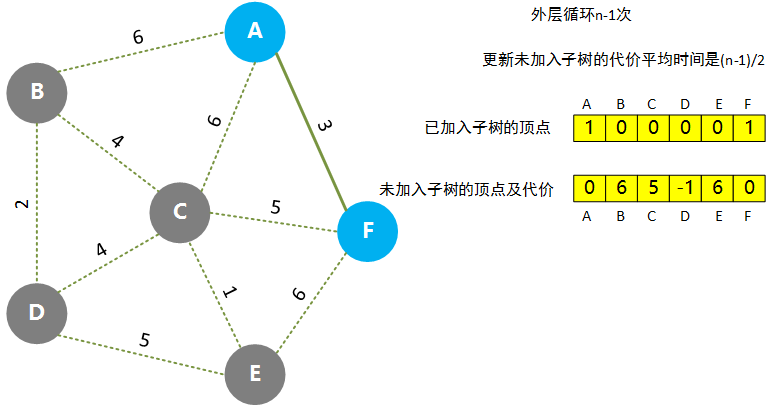 外层循环n-1次
更新未加入子树的代价平均时间是(n-1)/2
A B C D E F
已加入子树的顶点 1 0 0 0 0 1
未加入子树的顶点及代价 0 6 5 -1 6 0
A B C D E F
A
6
B
3
4
6
C
5
2
F
4
1
6
D
5
E